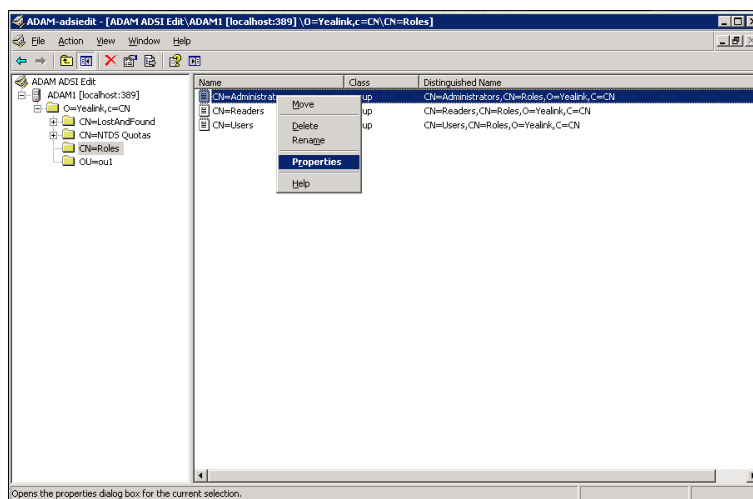 ADAM-adsiedit - [ADAM ADSI Edit\ADAM1 [localhost:389] \O=Yealink,c=CN\CN=Roles]
File Action View Window Help
ADAM ADSI Edit
ADAM1 [localhost:389]
O=Yealink,c=CN
CN=LostAndFound
CN=NTDS Quotas
CN=Roles
OU=ou1
Name Class Distinguished Name
CN=Administrat up CN=Administrators,CN=Roles,O=Yealink,C=CN
CN=Readers up CN=Readers,CN=Roles,O=Yealink,C=CN
CN=Users up CN=Users,CN=Roles,O=Yealink,C=CN
Move
Delete
Rename
Properties
Help
Opens the properties dialog box for the current selection.